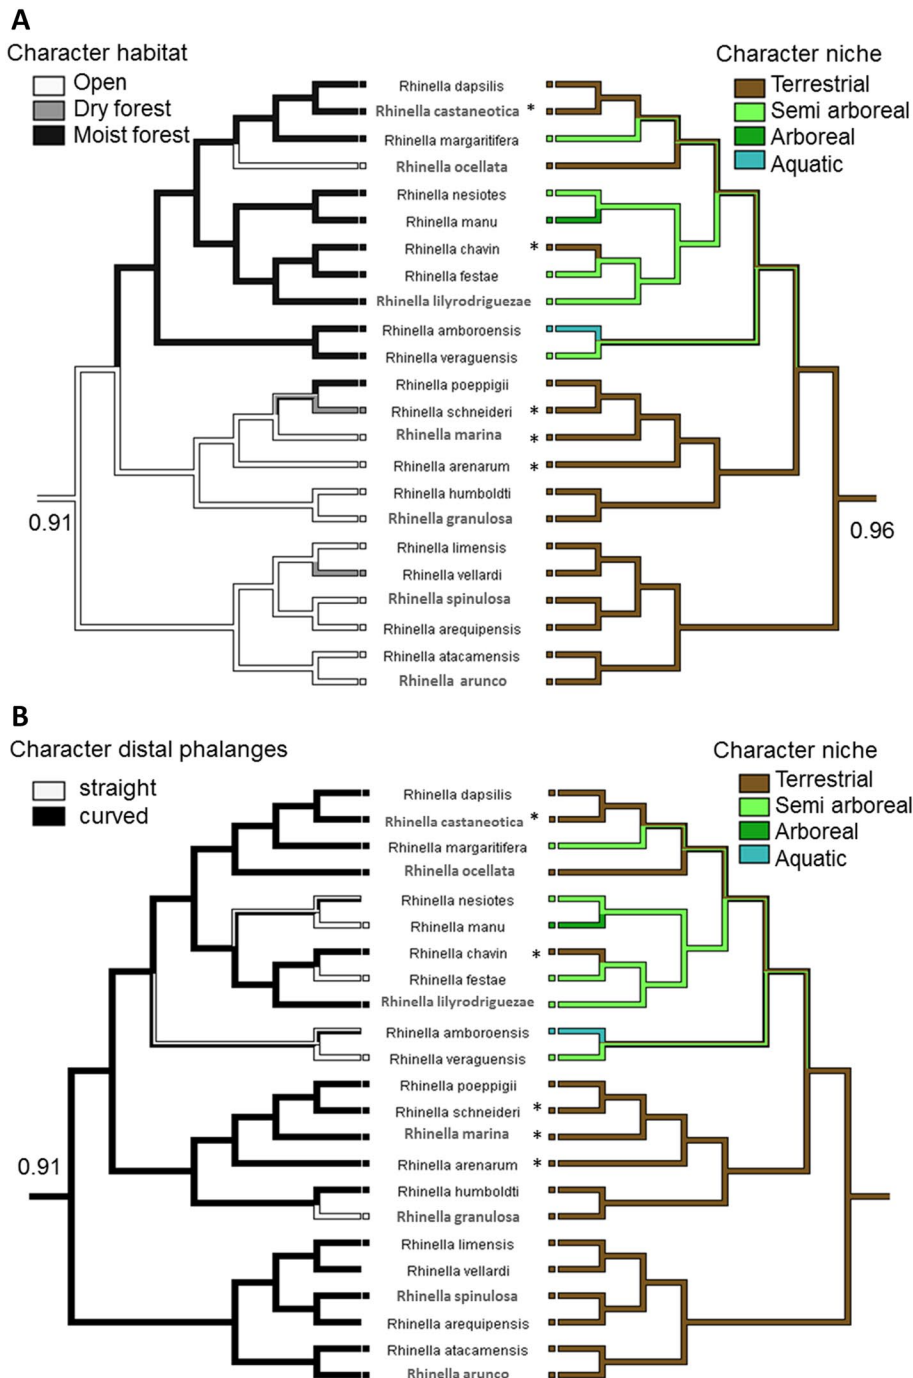 A
Character habitat
Open
Dry forest
Moist forest
Character niche
Terrestrial
Semi arboreal
Arboreal
Aquatic
Rhinella dapsilis
Rhinella castaneotica *
Rhinella margaritifera
Rhinella ocellata
Rhinella nesiotes
Rhinella manu
Rhinella chavin *
Rhinella festae
Rhinella lilyrodriguezae
Rhinella amboroensis
Rhinella veraguensis
Rhinella poeppigii
Rhinella schneideri *
Rhinella marina *
Rhinella arenarum *
Rhinella humboldti
Rhinella granulosa
Rhinella limensis
Rhinella vellardi
Rhinella spinulosa
Rhinella arequipensis
Rhinella atacamensis
Rhinella arunco
0.91
0.96
B
Character distal phalanges
straight
curved
Character niche
Terrestrial
Semi arboreal
Arboreal
Aquatic
Rhinella dapsilis
Rhinella castaneotica *
Rhinella margaritifera
Rhinella ocellata
Rhinella nesiotes
Rhinella manu
Rhinella chavin *
Rhinella festae
Rhinella lilyrodriguezae
Rhinella amboroensis
Rhinella veraguensis
Rhinella poeppigii
Rhinella schneideri *
Rhinella marina *
Rhinella arenarum *
Rhinella humboldti
Rhinella granulosa
Rhinella limensis
Rhinella vellardi
Rhinella spinulosa
Rhinella arequipensis
Rhinella atacamensis
Rhinella arunco
0.91